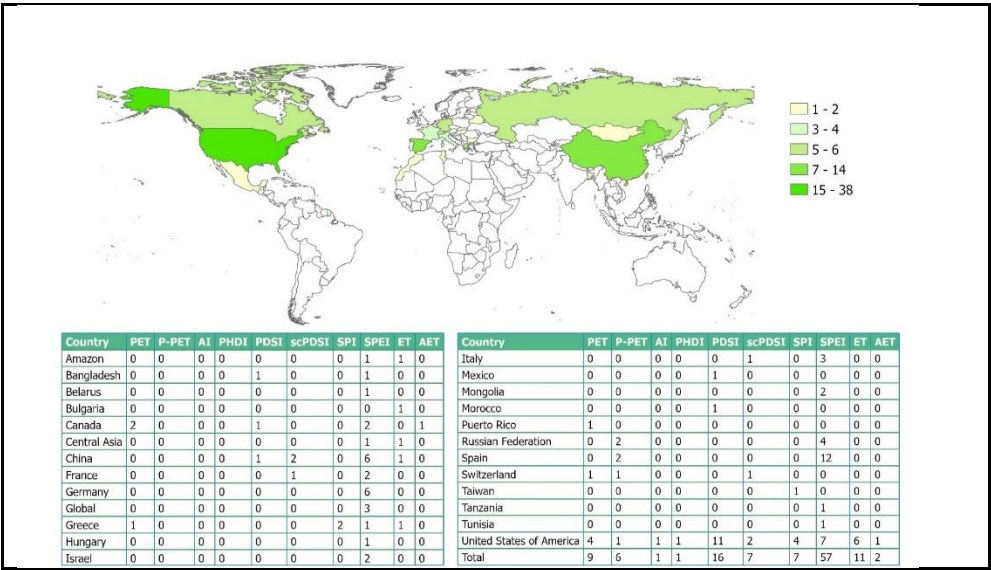 1 - 2
3 - 4
5 - 6
7 - 14
15 - 38
Country PET P-PET AI PHDI PDSI scPDSI SPI SPEI ET AET
Amazon 0 0 0 0 0 0 0 1 1 0
Bangladesh 0 0 0 0 1 0 0 1 0 0
Belarus 0 0 0 0 0 0 0 1 0 0
Bulgaria 0 0 0 0 0 0 0 0 1 0
Canada 2 0 0 0 1 0 0 2 0 1
Central Asia 0 0 0 0 0 0 0 1 1 0
China 0 0 0 0 1 2 0 6 1 0
France 0 0 0 0 0 1 0 2 0 0
Germany 0 0 0 0 0 0 0 6 0 0
Global 0 0 0 0 0 0 0 3 0 0
Greece 1 0 0 0 0 0 2 1 1 0
Hungary 0 0 0 0 0 0 0 1 0 0
Israel 0 0 0 0 0 0 0 2 0 0
Country PET P-PET AI PHDI PDSI scPDSI SPI SPEI ET AET
Italy 0 0 0 0 0 1 0 3 0 0
Mexico 0 0 0 0 1 0 0 0 0 0
Mongolia 0 0 0 0 0 0 0 2 0 0
Morocco 0 0 0 0 1 0 0 0 0 0
Puerto Rico 1 0 0 0 0 0 0 0 0 0
Russian Federation 0 2 0 0 0 0 0 4 0 0
Spain 0 2 0 0 0 0 0 12 0 0
Switzerland 1 1 0 0 0 1 0 0 0 0
Taiwan 0 0 0 0 0 0 1 0 0 0
Tanzania 0 0 0 0 0 0 0 1 0 0
Tunisia 0 0 0 0 0 0 0 1 0 0
United States of America 4 1 1 1 11 2 4 7 6 1
Total 9 6 1 1 16 7 7 57 11 2